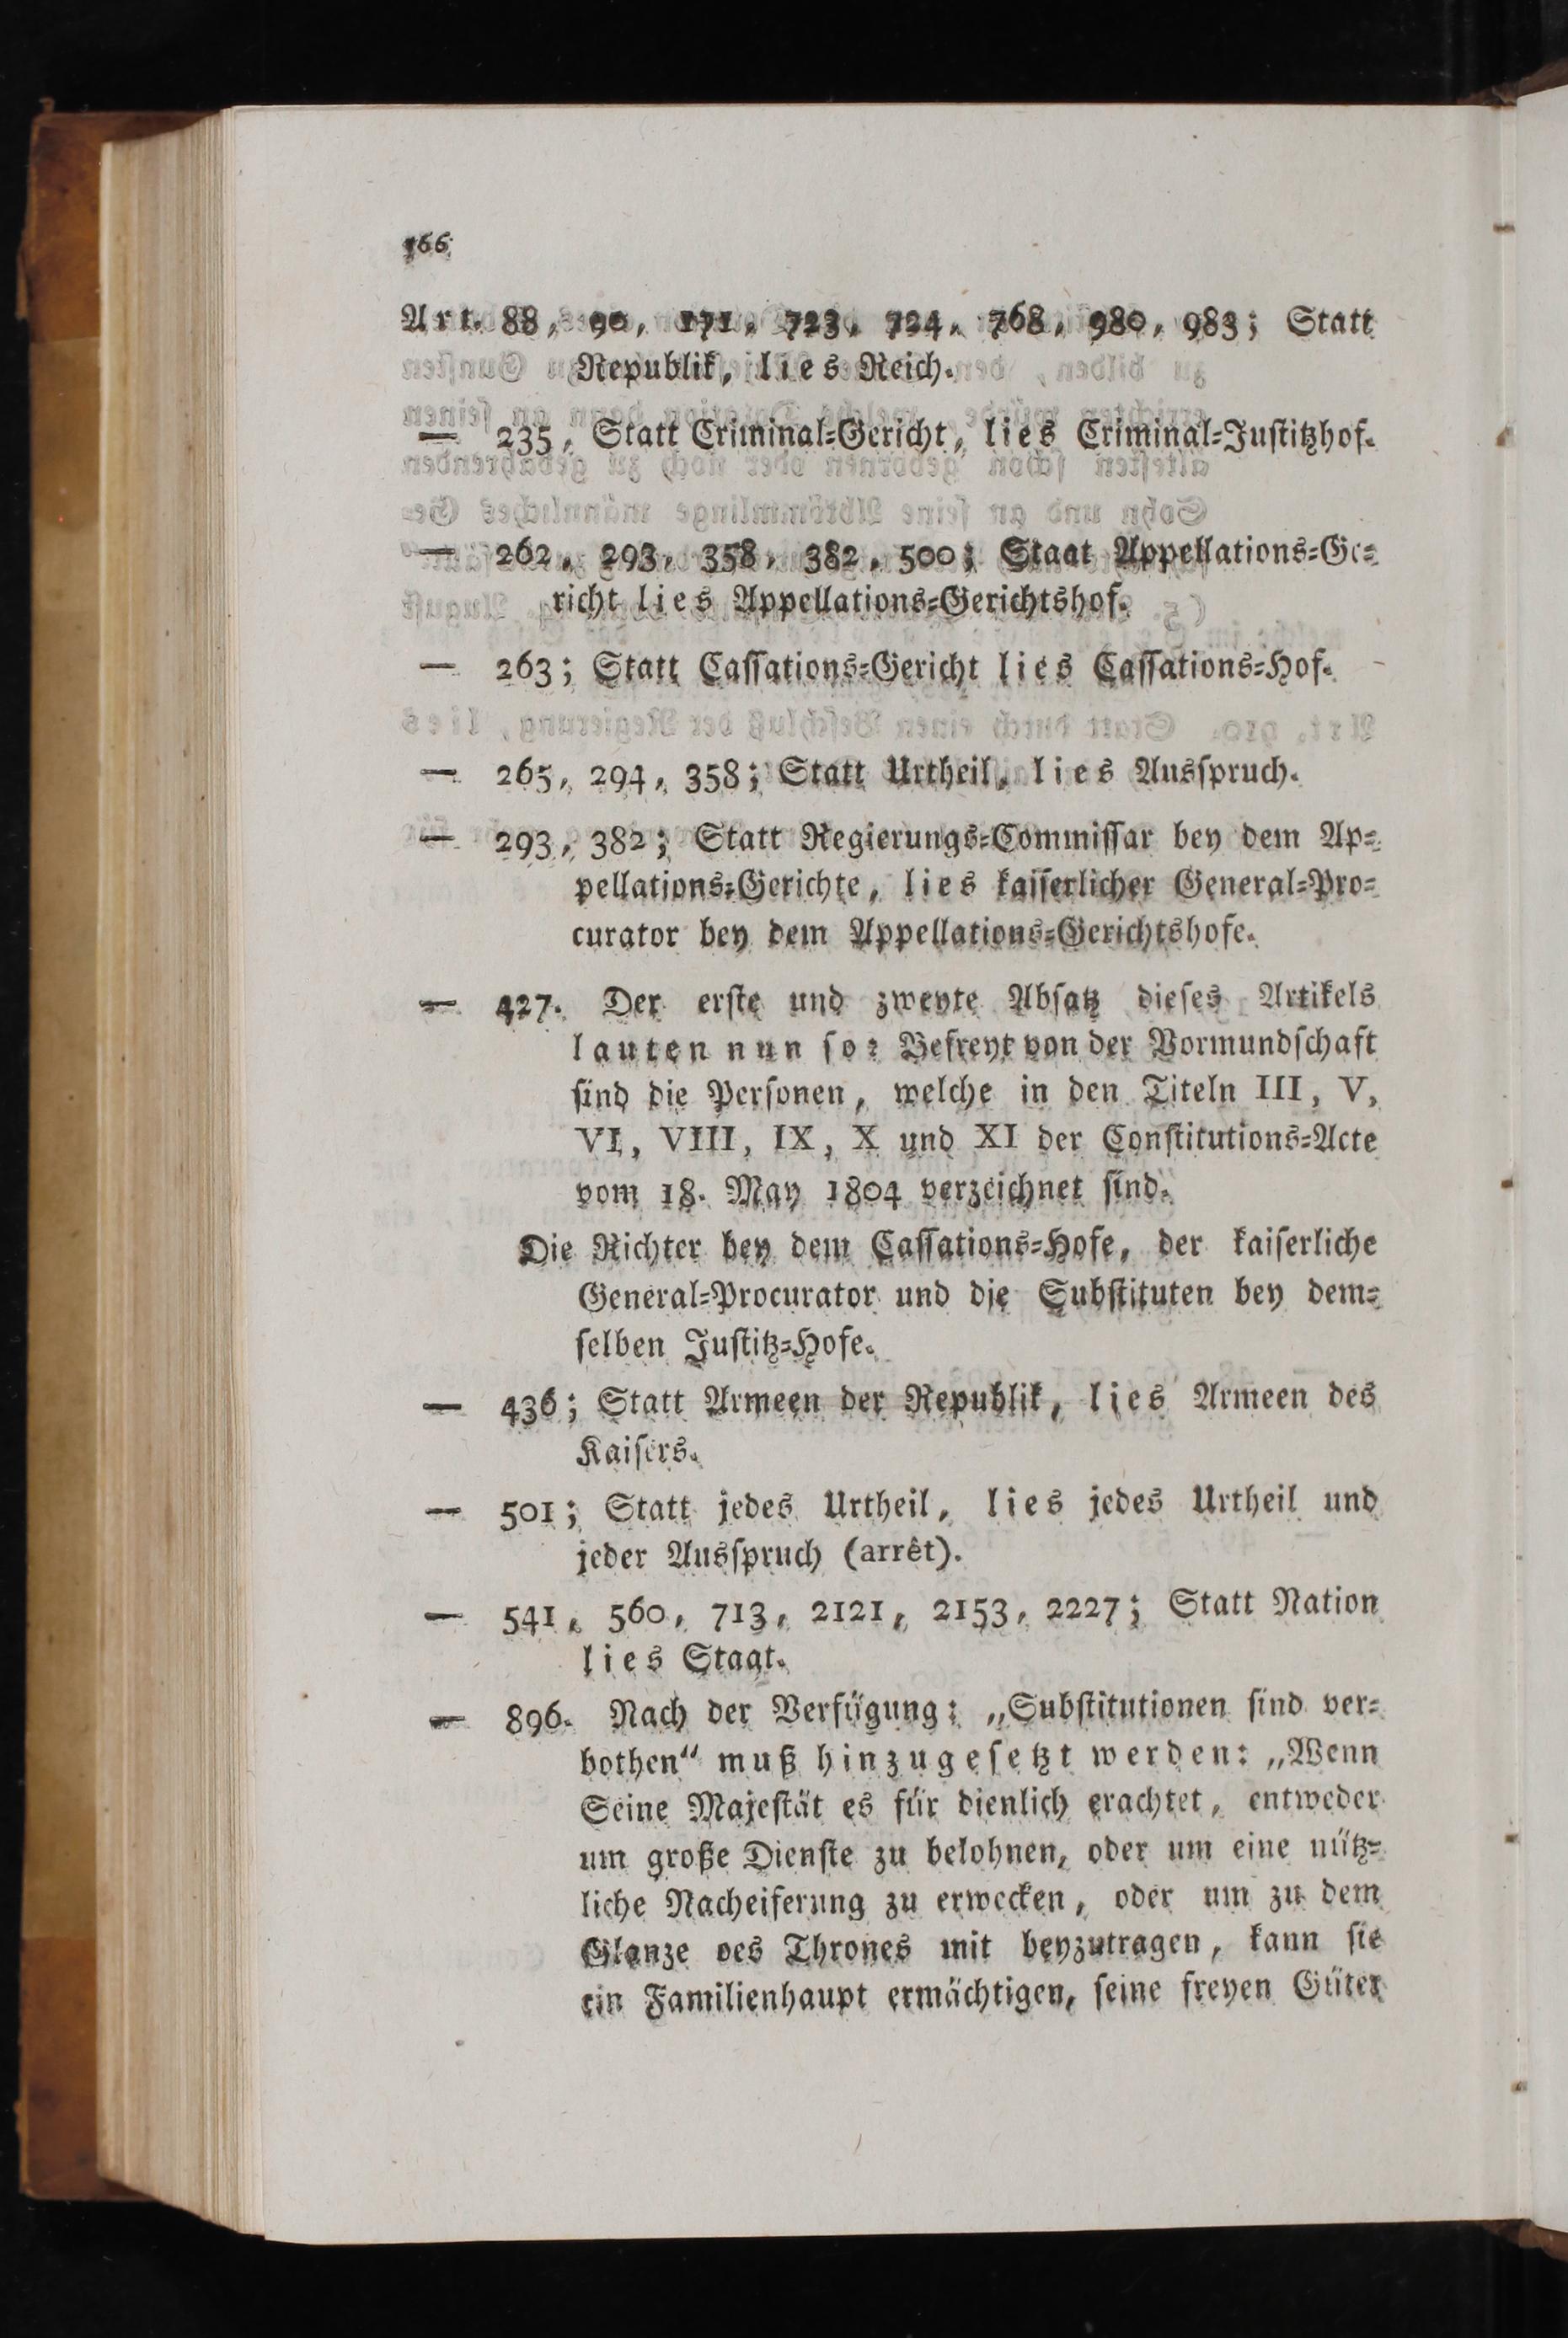 166
Art. 88, 90, 171, 723, 724, 768, 980, 983; Statt
Republik, lies Reich.
— 235, Statt Criminal-Gericht, lies Criminal-Justitzhof.
— 262, 293, 358, 382, 500; Staat Appellations-Ge-
richt lies Appellations-Gerichtshof.
— 263; Statt Cassations-Gericht lies Cassations-Hof.
— 265, 294, 358; Statt Urtheil, lies Ausspruch.
— 293, 382; Statt Regierungs-Commissar bey dem Ap-
pellations-Gerichte, lies kaiserlicher General-Pro-
curator bey dem Appellations-Gerichtshofe.
— 427. Der erste und zweyte Absatz dieses Artikels
lauten nun so: Befreyt von der Vormundschaft
sind die Personen, welche in den Titeln III, V,
VI, VIII, IX, X und XI der Constitutions-Acte
vom 18. May 1804 verzeichnet sind.
Die Richter bey dem Cassations-Hofe, der kaiserliche
General-Procurator und die Substituten bey dem-
selben Justitz-Hofe.
— 436; Statt Armeen der Republik, lies Armeen des
Kaisers.
— 501; Statt jedes Urtheil, lies jedes Urtheil und
jeder Ausspruch (arrêt).
— 541, 560, 713, 2121, 2153, 2227; Statt Nation
lies Staat.
— 896. Nach der Verfügung: „Substitutionen sind ver-
bothen“ muß hinzugesetzt werden: „Wenn
Seine Majestät es für dienlich erachtet, entweder
um große Dienste zu belohnen, oder um eine nütz-
liche Nacheiferung zu erwecken, oder um zu dem
Glanze des Thrones mit beyzutragen, kann sie
ein Familienhaupt ermächtigen, seine freyen Güter